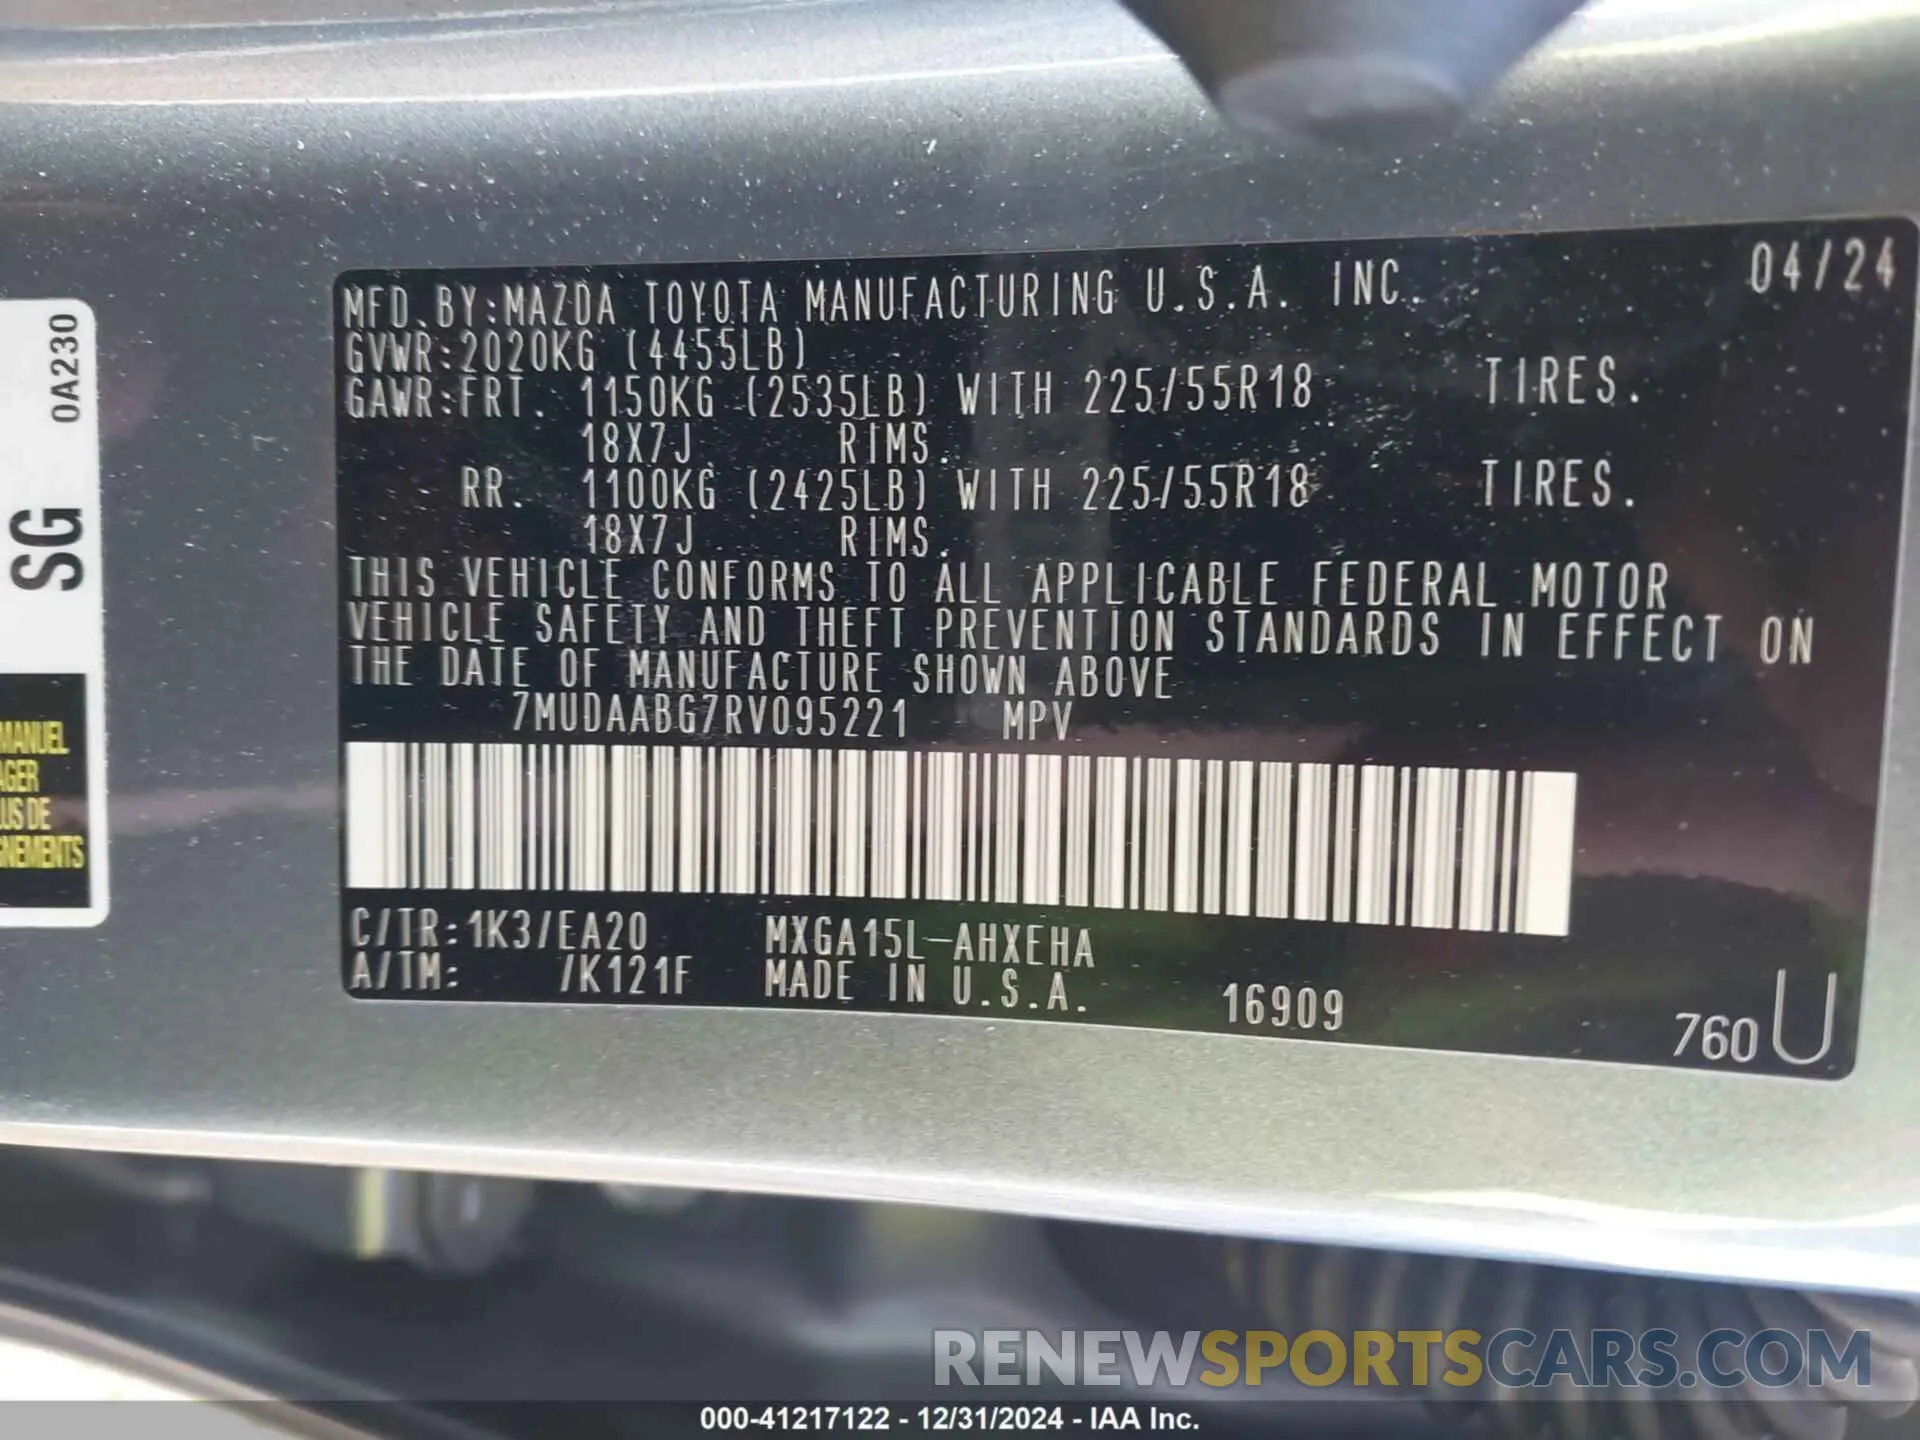 0A230
SG
MANUEL
AGER
LUS DE
GNEMENTS
MFD. BY:MAZDA TOYOTA MANUFACTURING U.S.A. INC. 04/24
GVWR:2020KG (4455LB)
GAWR:FRT. 1150KG (2535LB) WITH 225/55R18 TIRES.
18X7J RIMS.
RR. 1100KG (2425LB) WITH 225/55R18 TIRES.
18X7J RIMS.
THIS VEHICLE CONFORMS TO ALL APPLICABLE FEDERAL MOTOR
VEHICLE SAFETY AND THEFT PREVENTION STANDARDS IN EFFECT ON
THE DATE OF MANUFACTURE SHOWN ABOVE
7MUDAABG7RV095221 MPV
C/TR:1K3/EA20 MXGA15L-AHXEHA
A/TM: /K121F MADE IN U.S.A. 16909 760 U
RENEWSPORTSCARS.COM
000-41217122 - 12/31/2024 - IAA Inc.